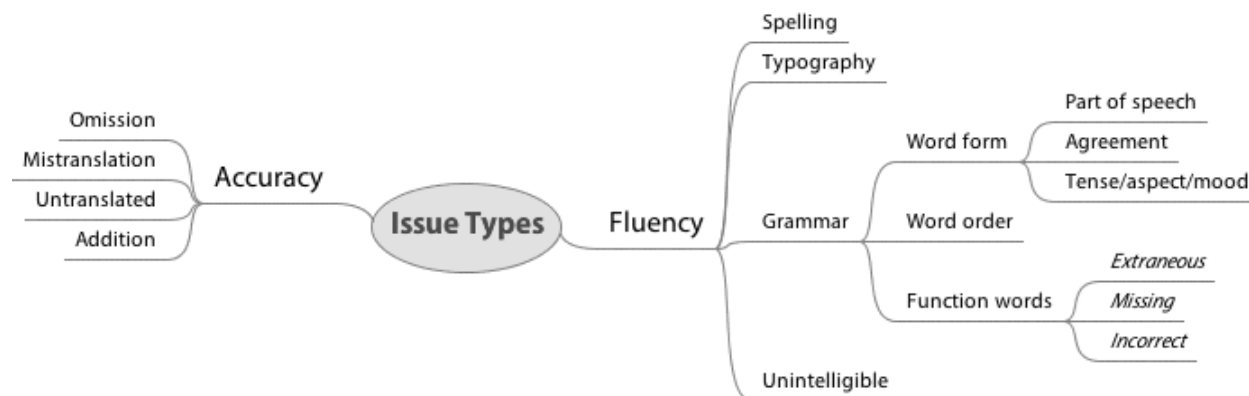 Issue Types
Accuracy
Omission
Mistranslation
Untranslated
Addition
Fluency
Spelling
Typography
Grammar
Word form
Part of speech
Agreement
Tense/aspect/mood
Word order
Function words
Extraneous
Missing
Incorrect
Unintelligible